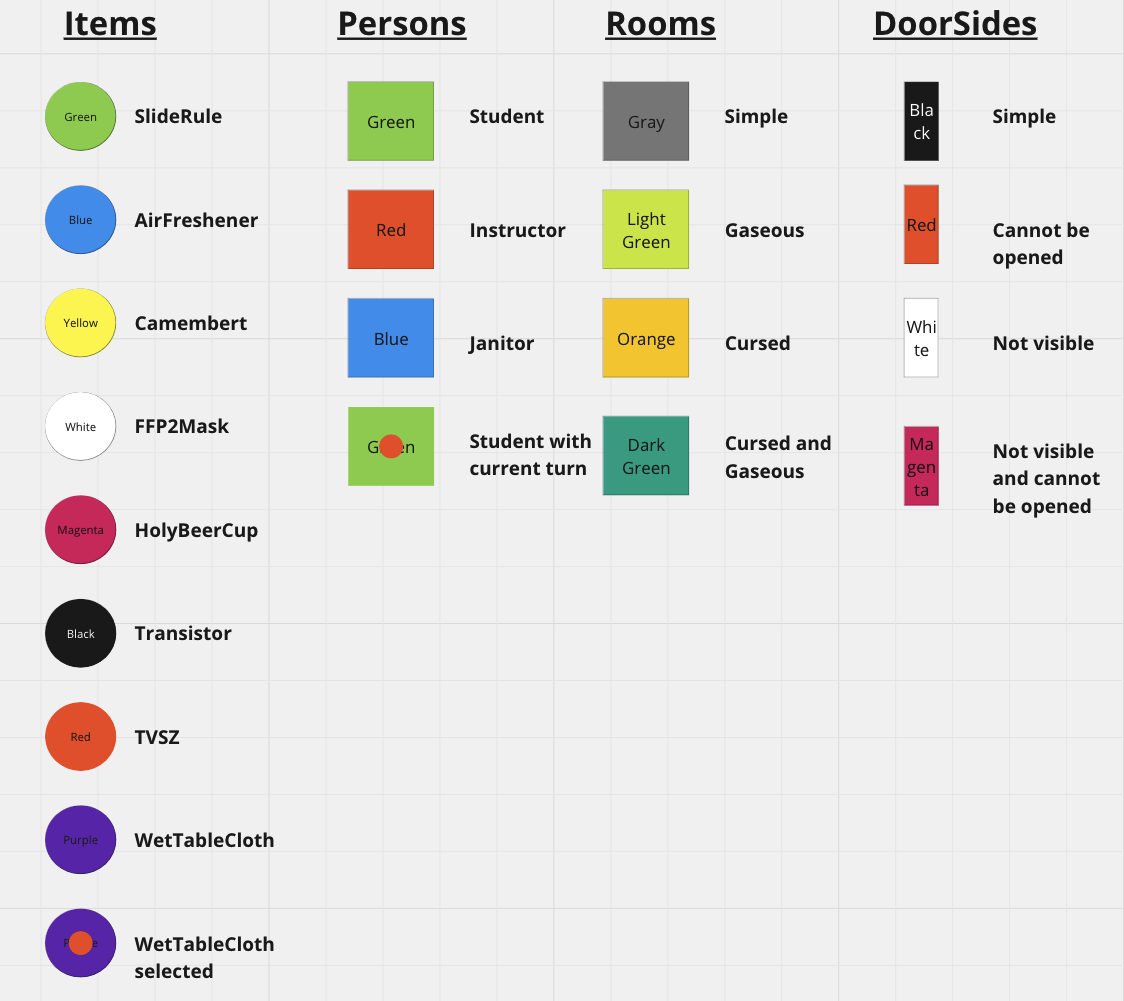 Items
Persons
Rooms
DoorSides
Green
SlideRule
Green
Student
Gray
Simple
Bla
ck
Simple
Blue
AirFreshener
Red
Instructor
Light
Green
Gaseous
Red
Cannot be
opened
Yellow
Camembert
Blue
Janitor
Orange
Cursed
Whi
te
Not visible
White
FFP2Mask
Student with
current turn
Dark
Green
Cursed and
Gaseous
Ma
gen
ta
Not visible
and cannot
be opened
Magenta
HolyBeerCup
Black
Transistor
Red
TVSZ
Purple
WetTableCloth
WetTableCloth
selected